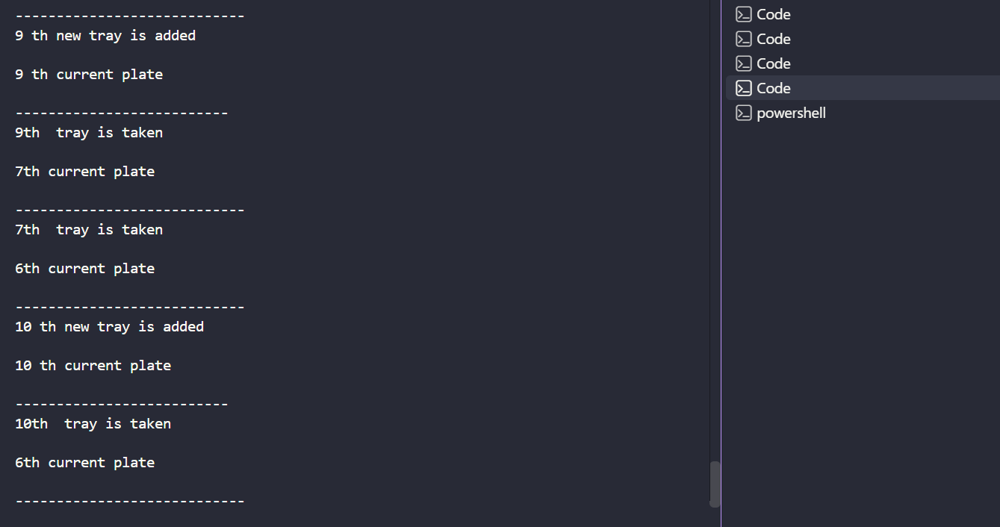 ----------------------------
9 th new tray is added
9 th current plate
--------------------------
9th  tray is taken
7th current plate
----------------------------
7th  tray is taken
6th current plate
----------------------------
10 th new tray is added
10 th current plate
--------------------------
10th  tray is taken
6th current plate
----------------------------
Code
Code
Code
Code
powershell